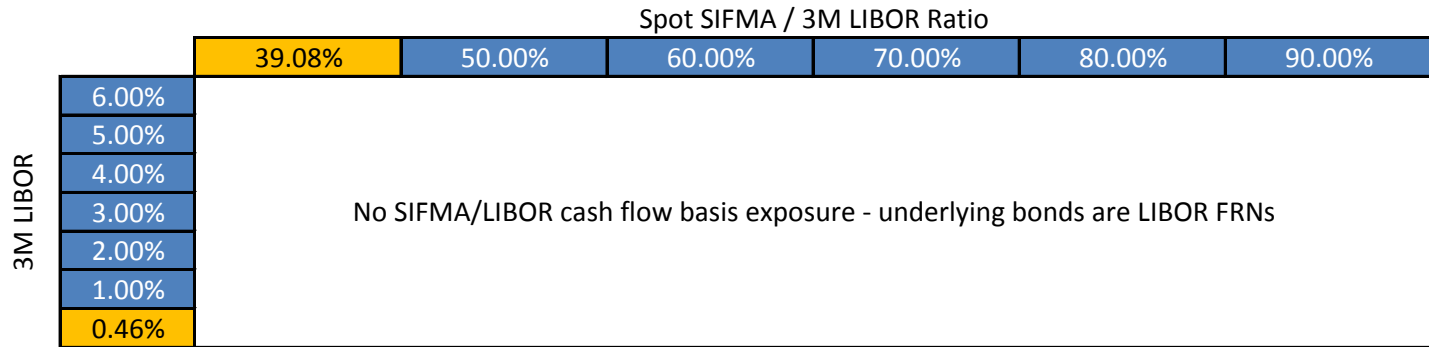 Spot SIFMA / 3M LIBOR Ratio
39.08% 50.00% 60.00% 70.00% 80.00% 90.00%
3M LIBOR
6.00%
5.00%
4.00%
3.00% No SIFMA/LIBOR cash flow basis exposure - underlying bonds are LIBOR FRNs
2.00%
1.00%
0.46%